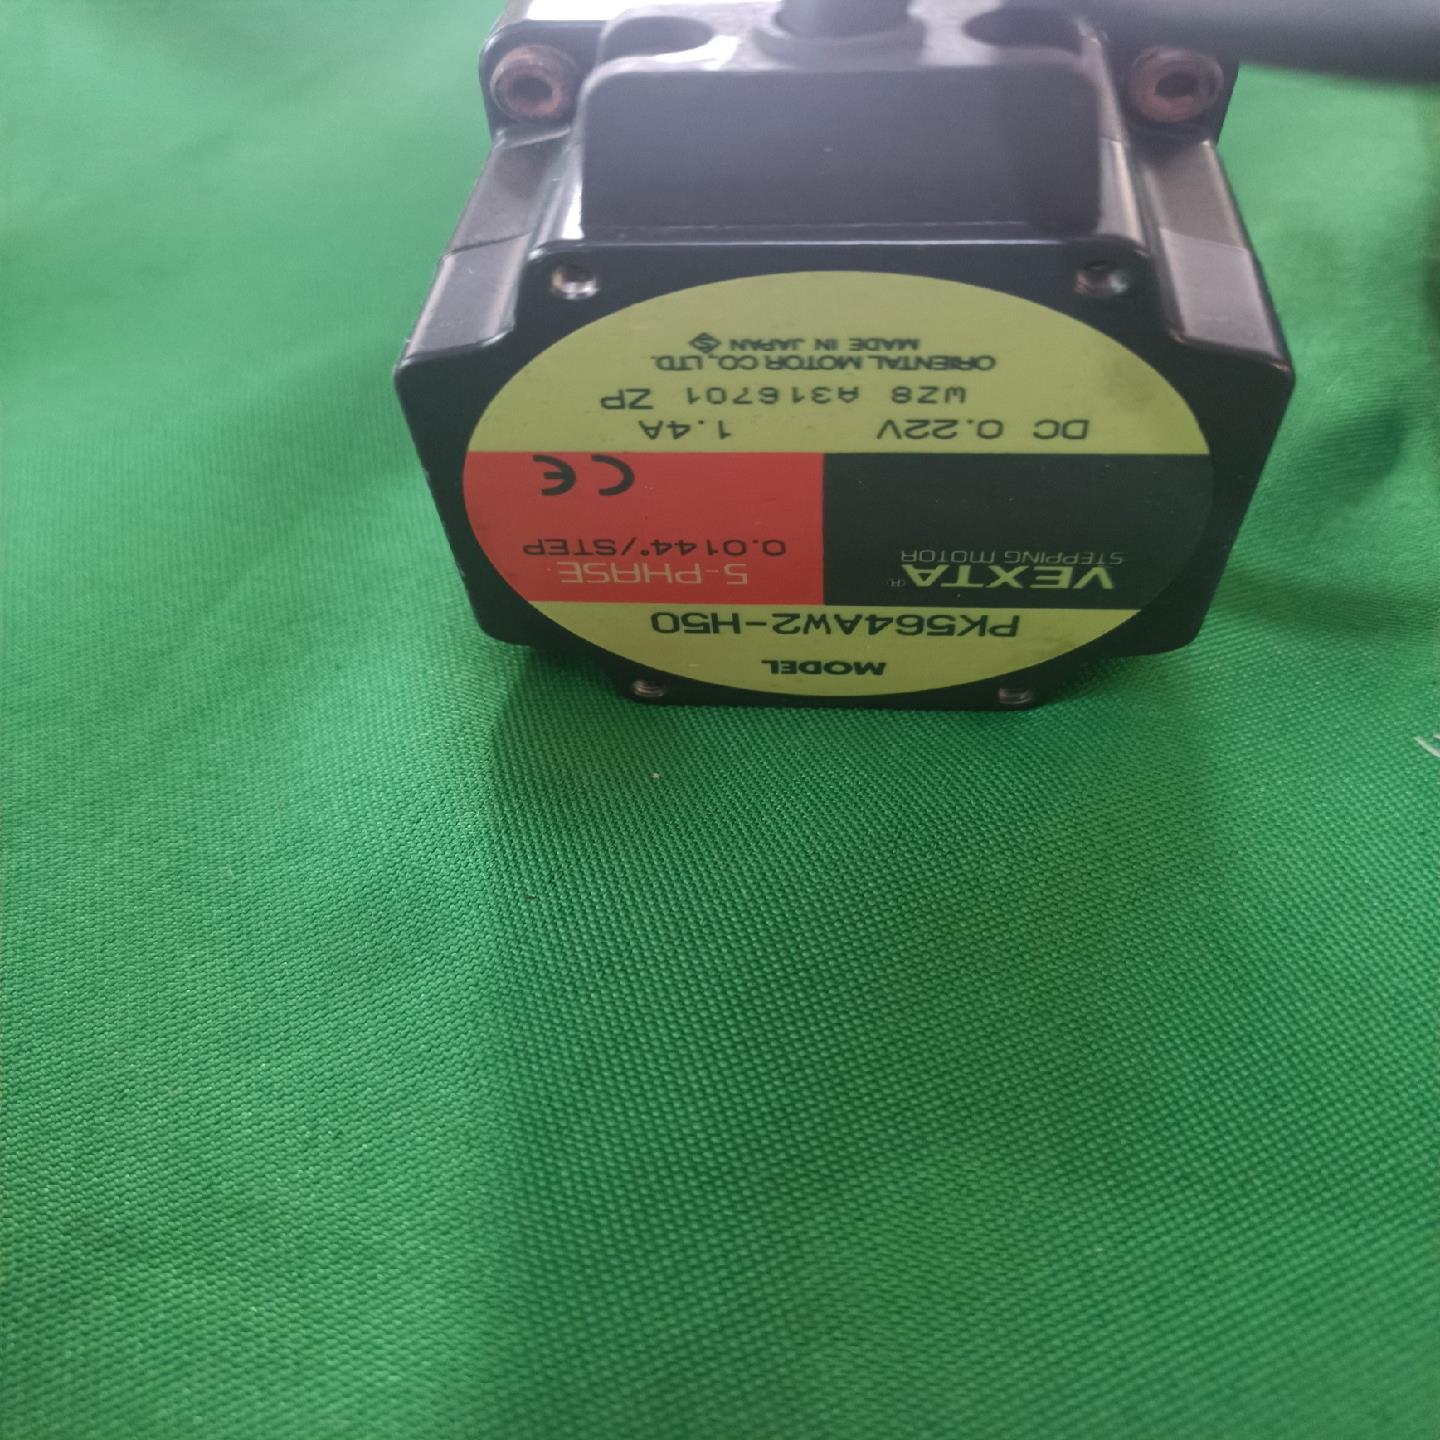 MODEL
PK564AW2-H50
VEXTA®
STEPPING MOTOR
5-PHASE
0.0144°/STEP
CE
DC 0.22V 1.4A
WZ8 A316701 ZP
ORIENTAL MOTOR CO., LTD.
MADE IN JAPAN S